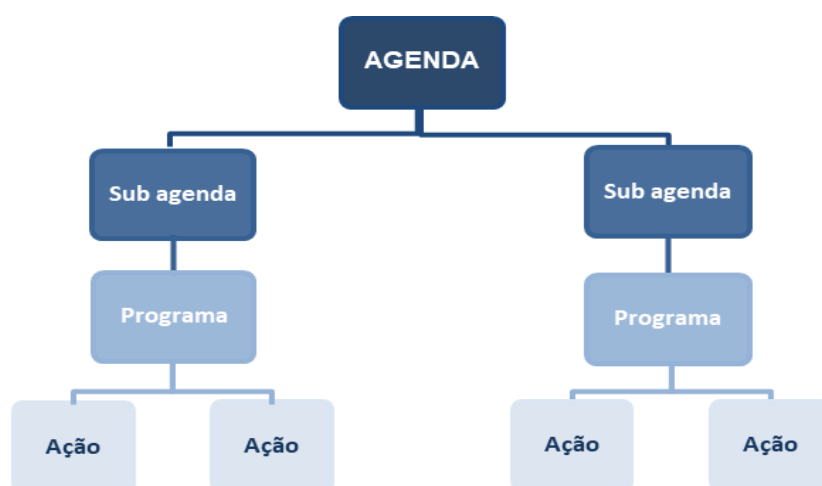 AGENDA
Sub agenda
Sub agenda
Programa
Programa
Ação
Ação
Ação
Ação